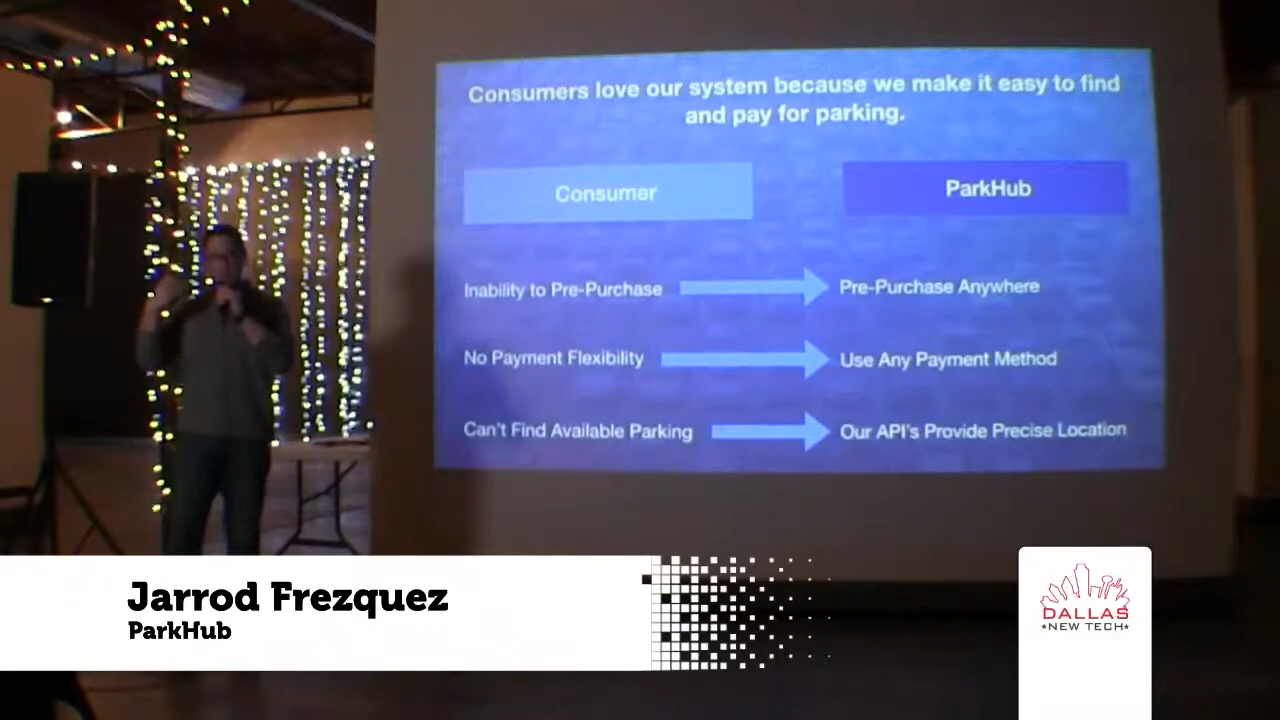 Consumers love our system because we make it easy to find
and pay for parking.
Consumer
ParkHub
Inability to Pre-Purchase
Pre-Purchase Anywhere
No Payment Flexibility
Use Any Payment Method
Can't Find Available Parking
Our API's Provide Precise Location
Jarrod Frezquez
ParkHub
DALLAS
★NEW TECH★